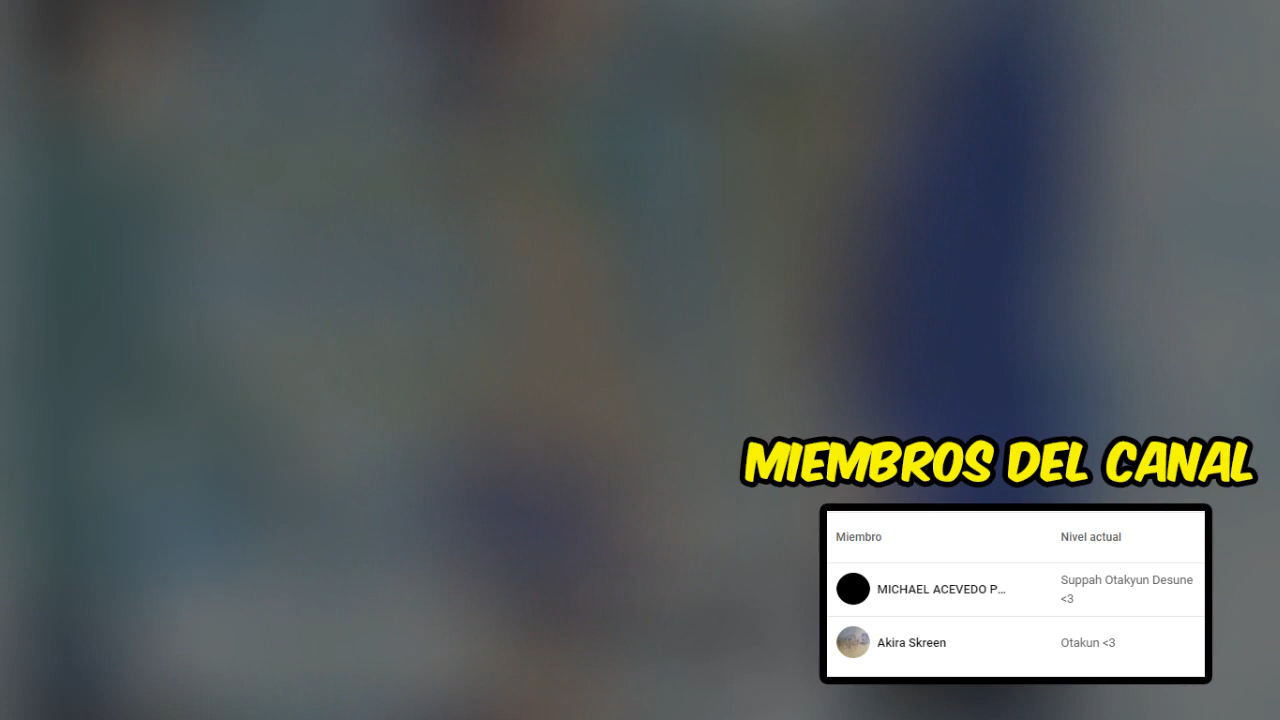 MIEMBROS DEL CANAL
Miembro Nivel actual
MICHAEL ACEVEDO P... Suppah Otakyun Desune
<3
Akira Skreen Otakun <3